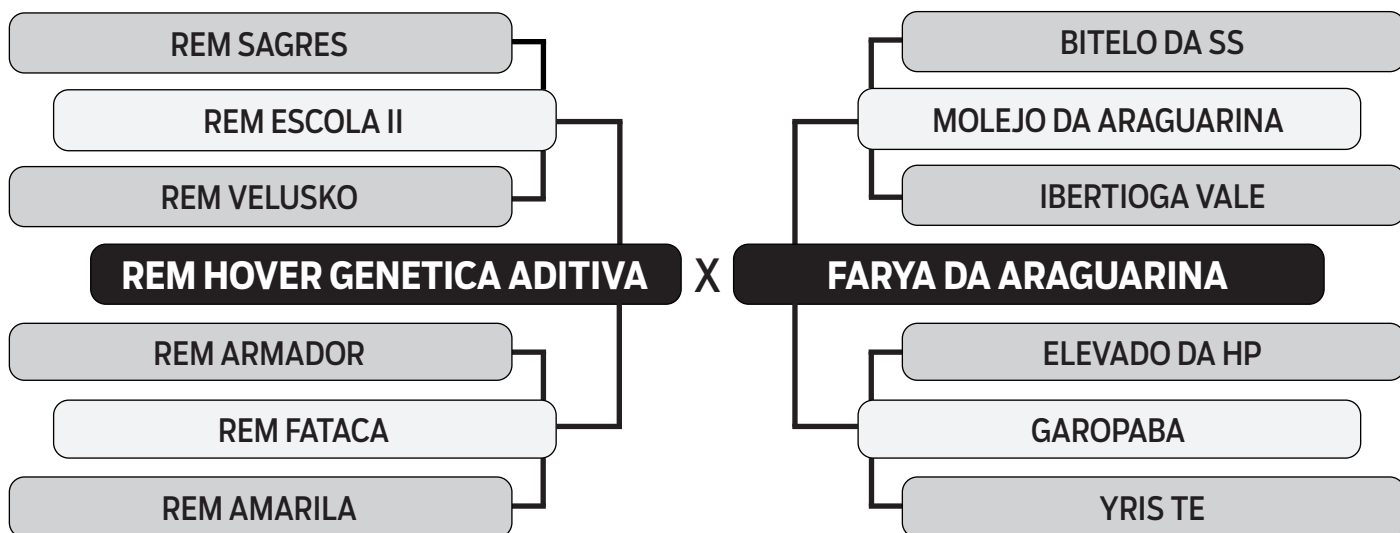 REM SAGRES
REM ESCOLA II
REM VELUSKO
REM HOVER GENETICA ADITIVA
REM ARMADOR
REM FATACA
REM AMARILA
X
BITELO DA SS
MOLEJO DA ARAGUARINA
IBERTIOGA VALE
FARYA DA ARAGUARINA
ELEVADO DA HP
GAROPABA
YRIS TE